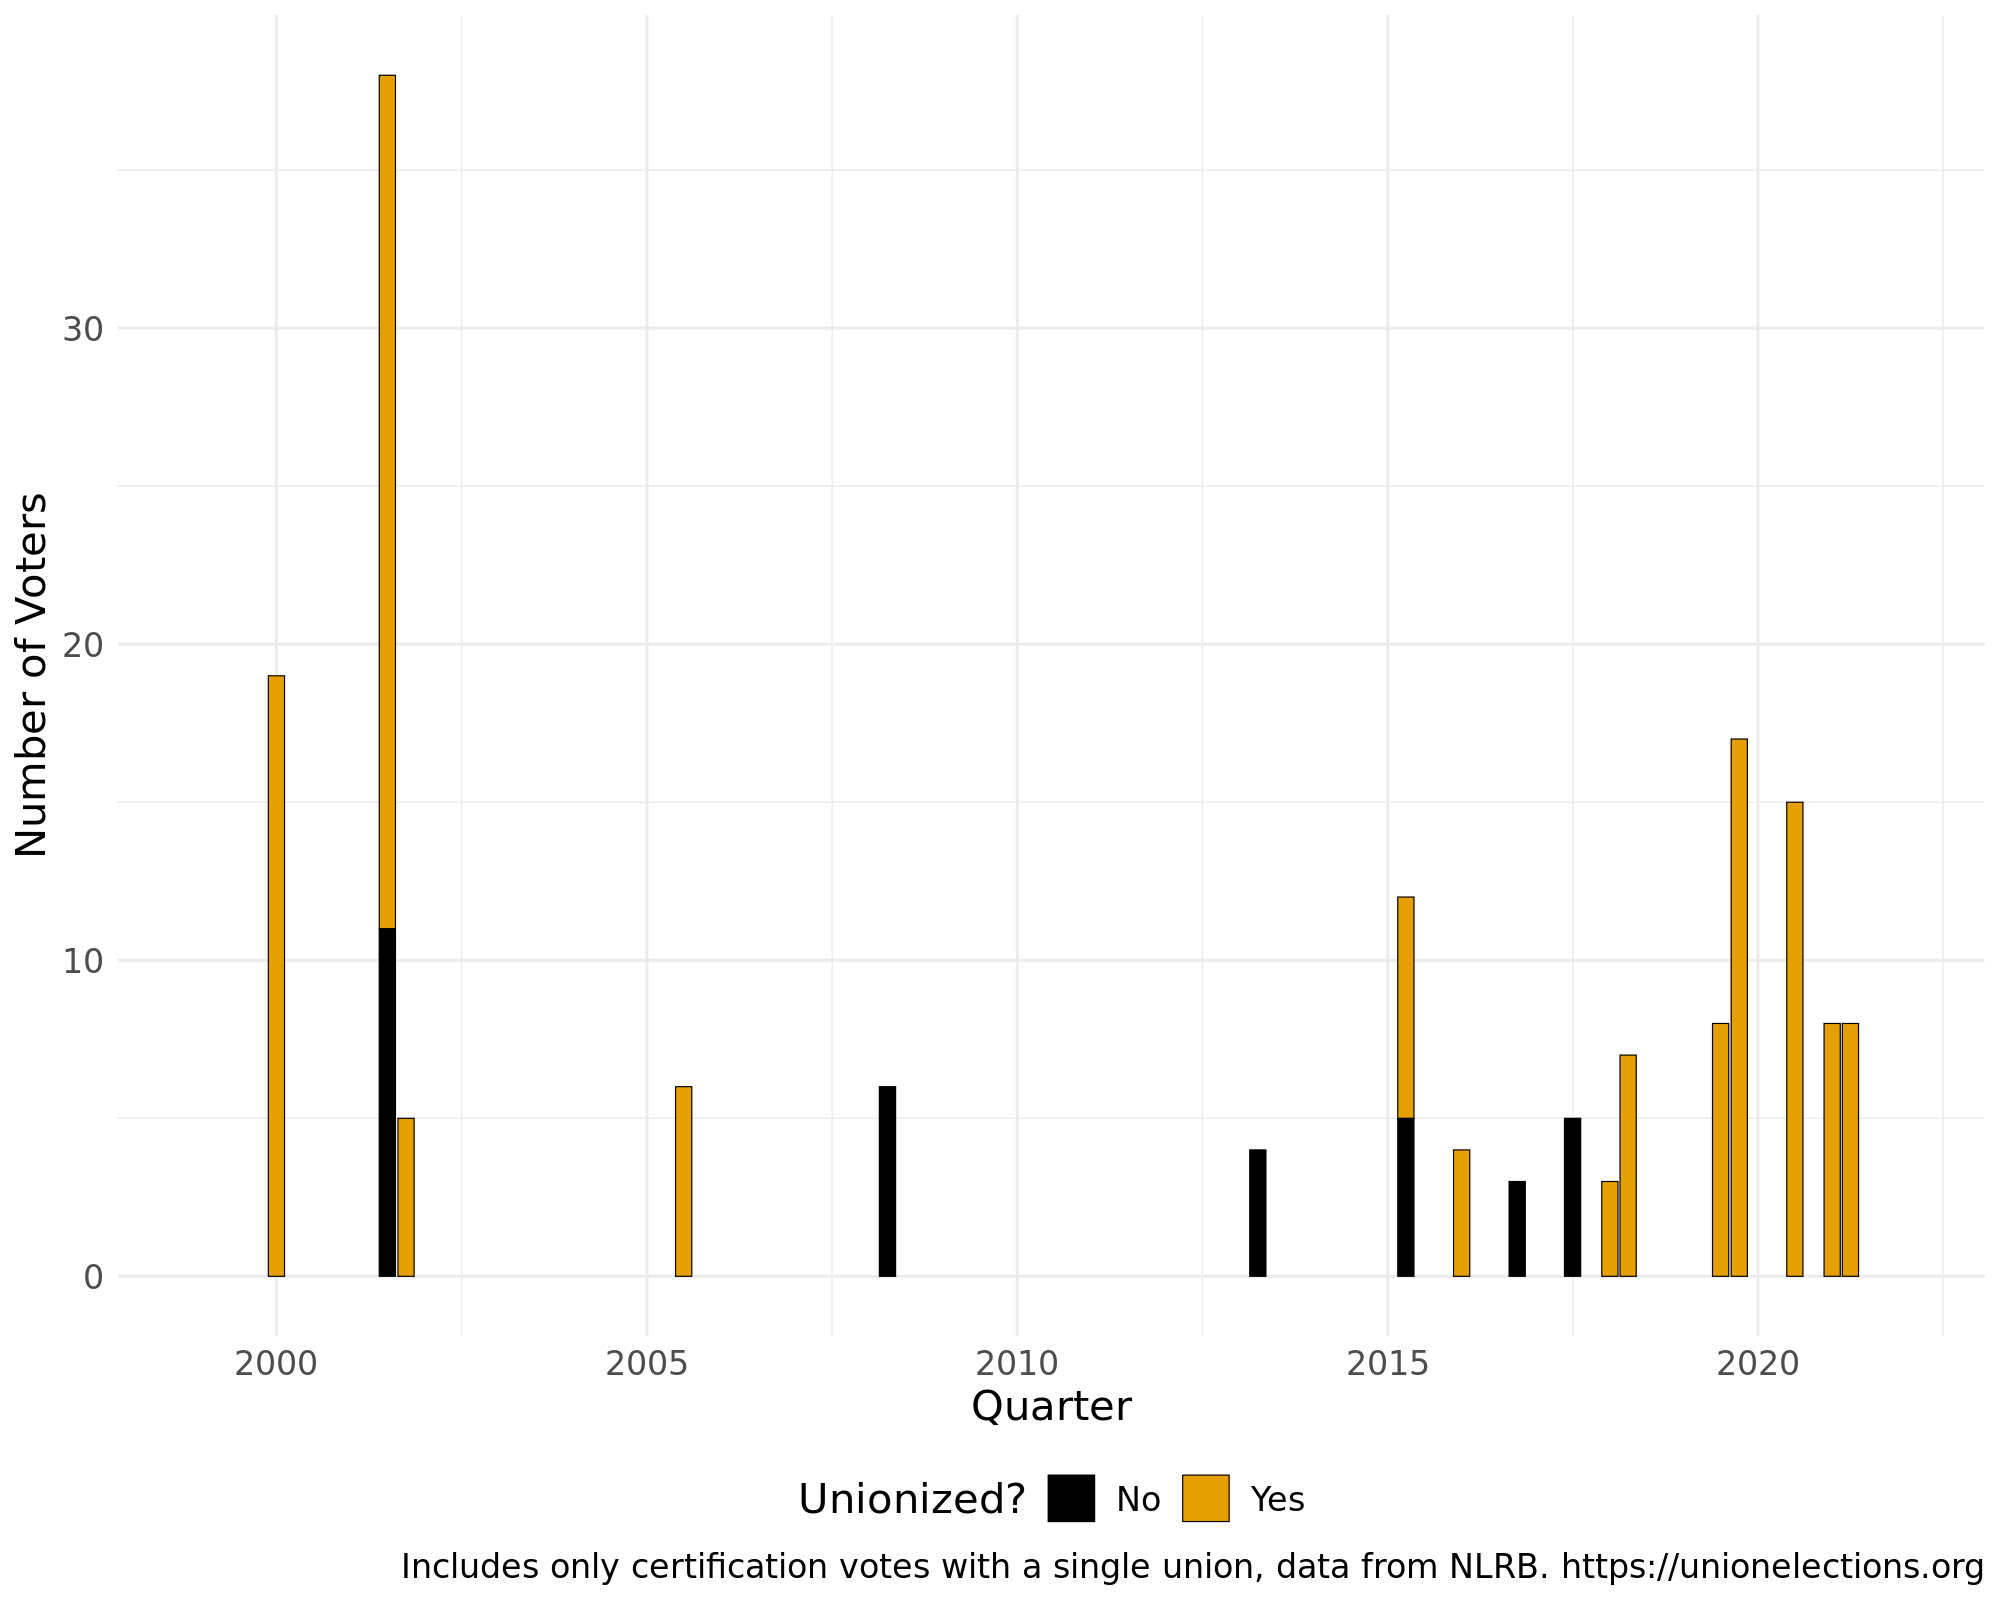 Number of Voters
30
20
10
0
2000 2005 2010 2015 2020
Quarter
Unionized? No Yes
Includes only certification votes with a single union, data from NLRB. https://unionelections.org